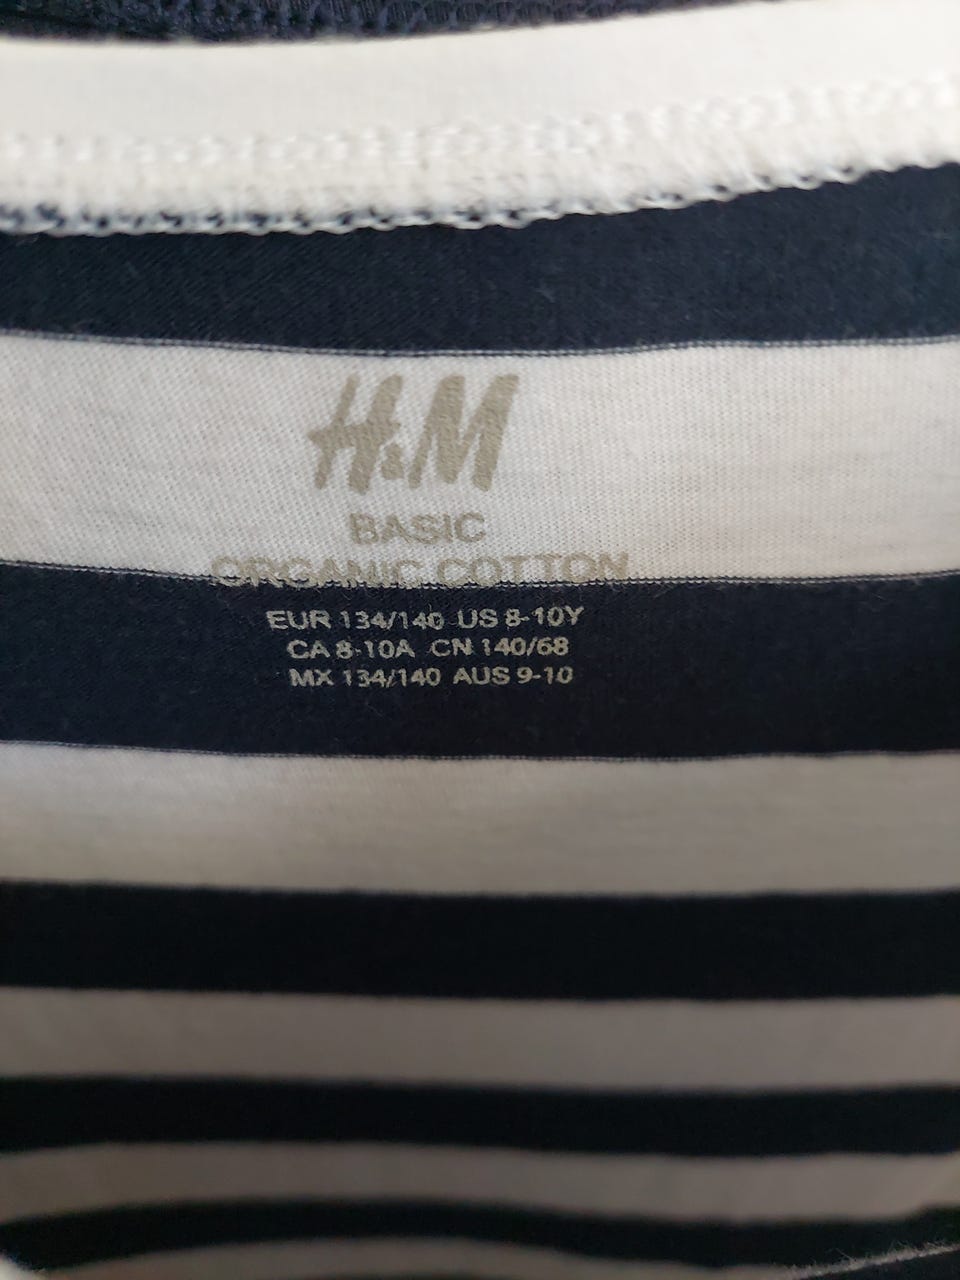 H&M
BASIC
ORGANIC COTTON
EUR 134/140 US 8-10Y
CA 8-10A CN 140/68
MX 134/140 AUS 9-10